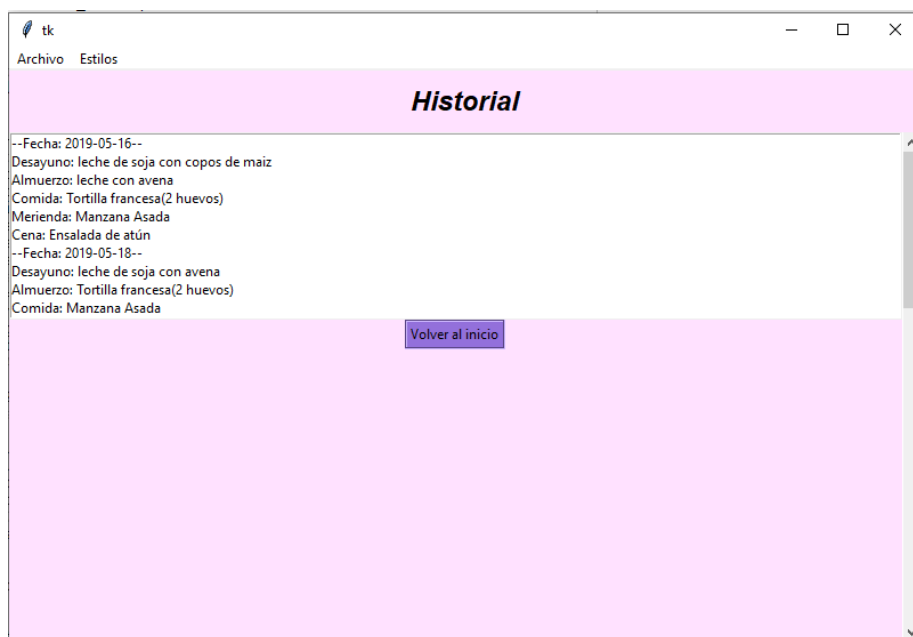 tk
Archivo Estilos
Historial
--Fecha: 2019-05-16--
Desayuno: leche de soja con copos de maiz
Almuerzo: leche con avena
Comida: Tortilla francesa(2 huevos)
Merienda: Manzana Asada
Cena: Ensalada de atún
--Fecha: 2019-05-18--
Desayuno: leche de soja con avena
Almuerzo: Tortilla francesa(2 huevos)
Comida: Manzana Asada
Volver al inicio